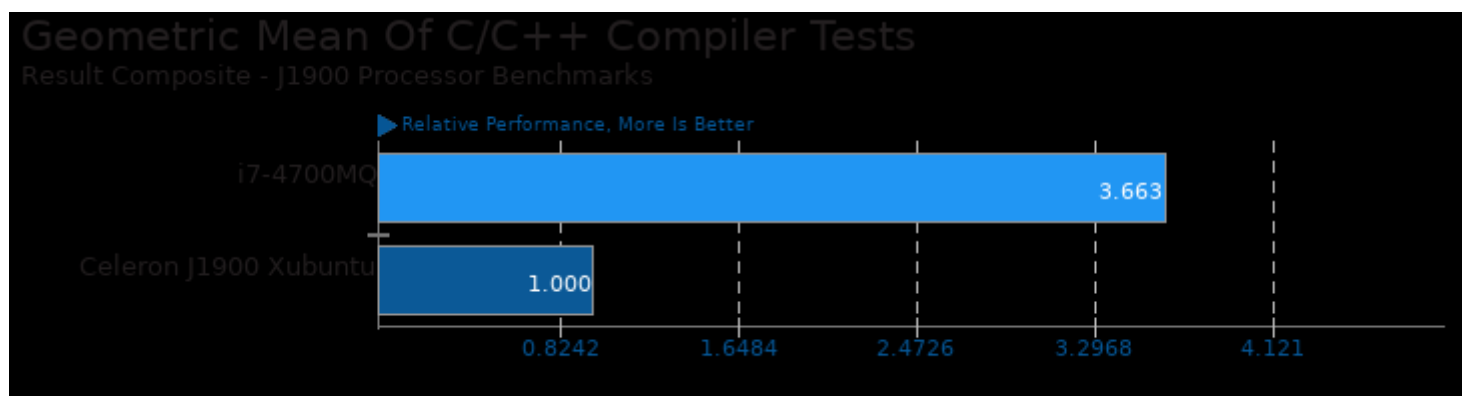 Geometric Mean Of C/C++ Compiler Tests
Result Composite - J1900 Processor Benchmarks
Relative Performance, More Is Better
i7-4700MQ
3.663
Celeron J1900 Xubuntu
1.000
0.8242 1.6484 2.4726 3.2968 4.121